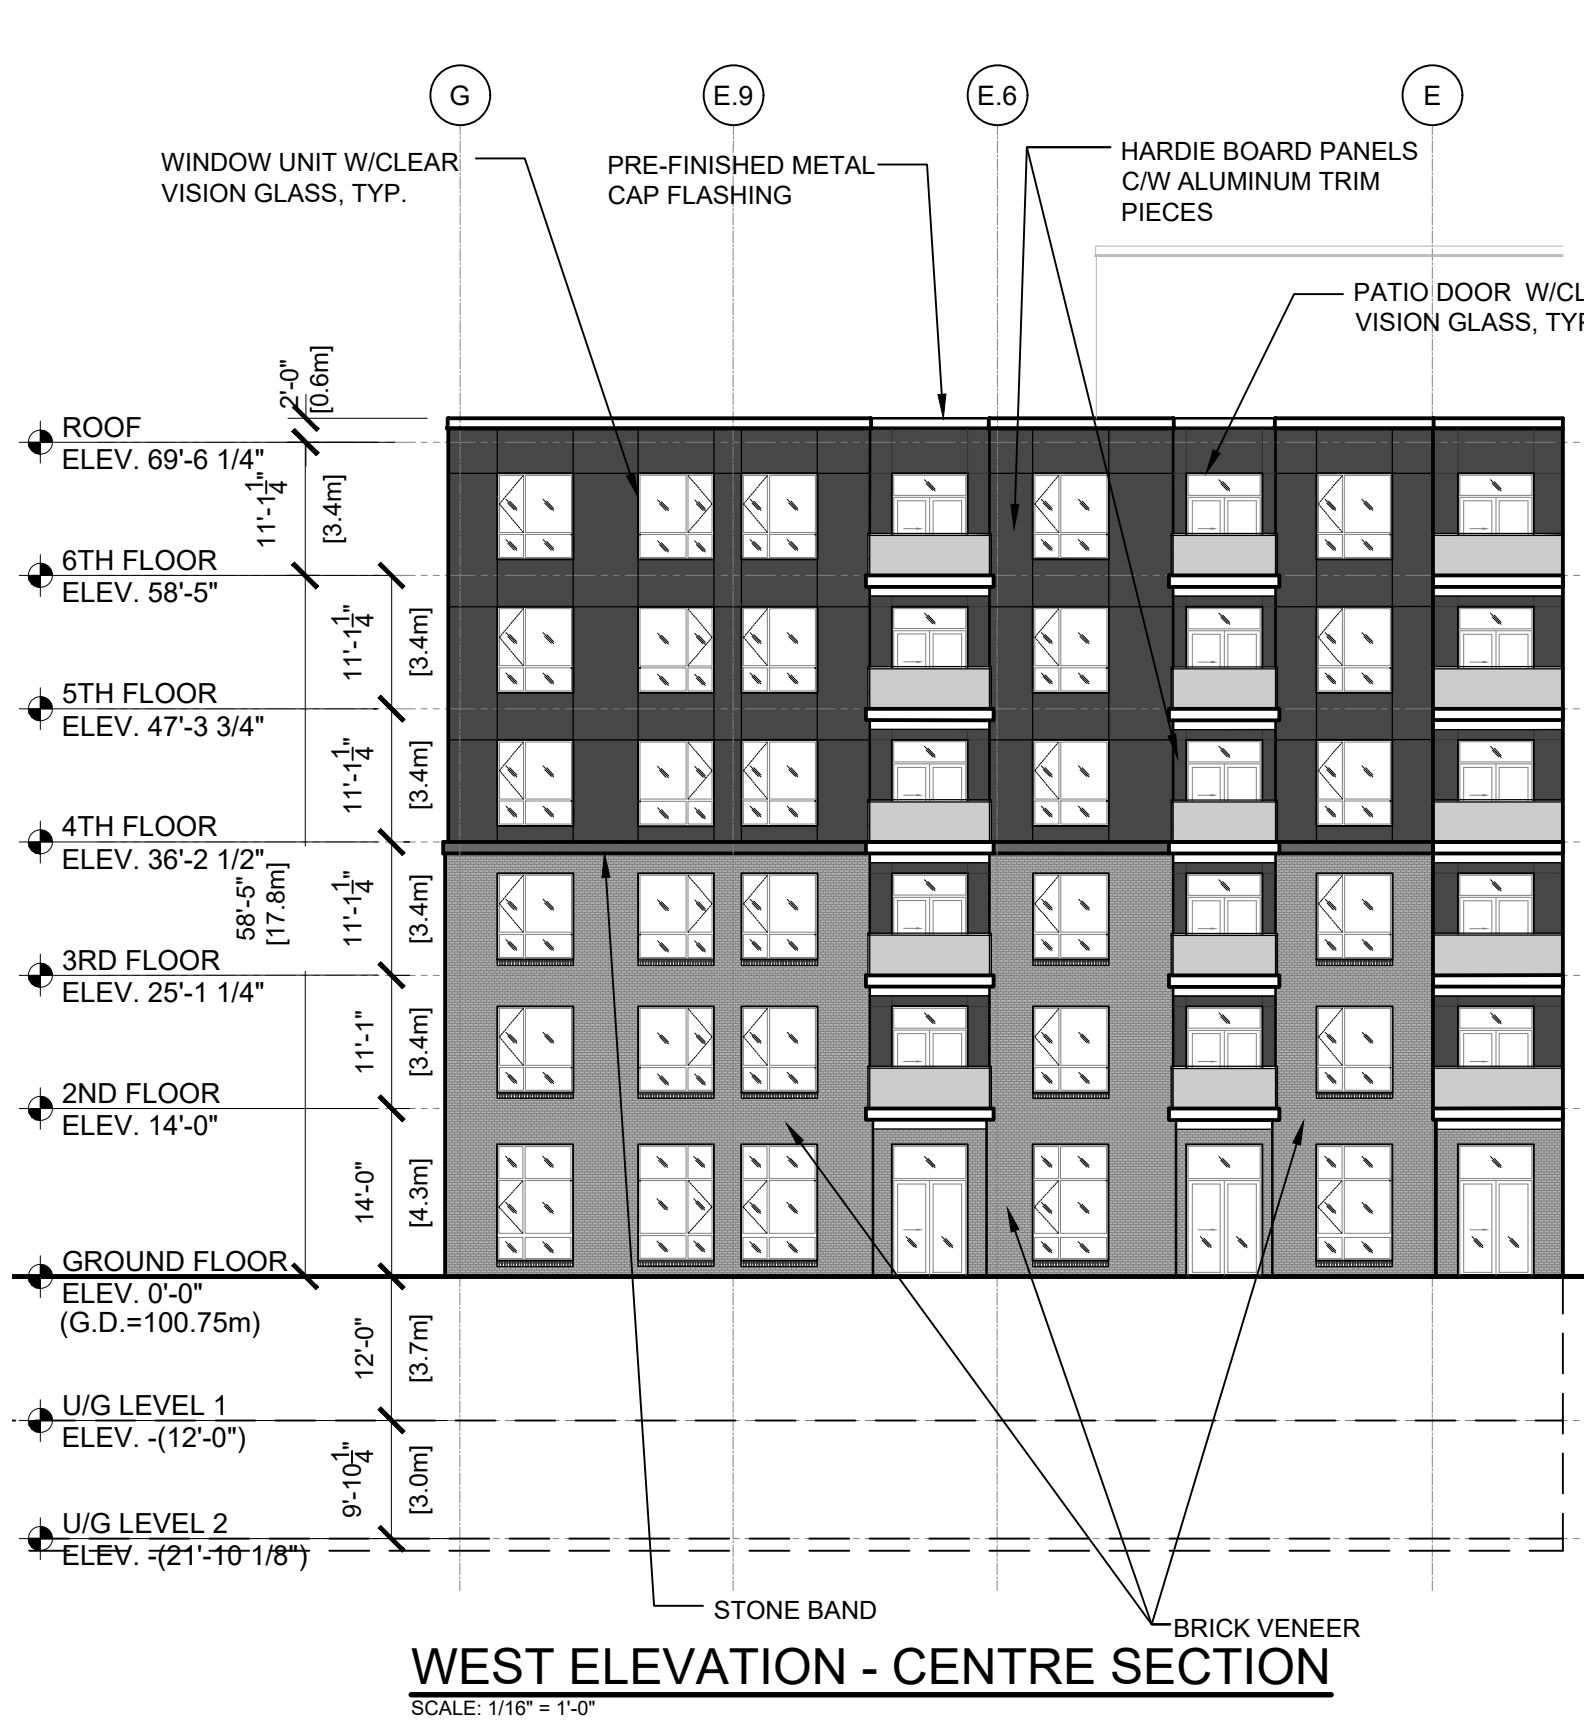 G
E.9
E.6
E
WINDOW UNIT W/CLEAR
VISION GLASS, TYP.
PRE-FINISHED METAL
CAP FLASHING
HARDIE BOARD PANELS
C/W ALUMINUM TRIM
PIECES
PATIO DOOR W/CL
VISION GLASS, TYP
2'-0"
[0.6m]
ROOF
ELEV. 69'-6 1/4"
11'-1 1/4"
[3.4m]
6TH FLOOR
ELEV. 58'-5"
11'-1 1/4"
[3.4m]
5TH FLOOR
ELEV. 47'-3 3/4"
11'-1 1/4"
[3.4m]
4TH FLOOR
ELEV. 36'-2 1/2"
58'-5"
[17.8m]
11'-1 1/4"
[3.4m]
3RD FLOOR
ELEV. 25'-1 1/4"
11'-1"
[3.4m]
2ND FLOOR
ELEV. 14'-0"
14'-0"
[4.3m]
GROUND FLOOR
ELEV. 0'-0"
(G.D.=100.75m)
12'-0"
[3.7m]
U/G LEVEL 1
ELEV. -(12'-0")
9'-10 1/4"
[3.0m]
U/G LEVEL 2
ELEV. -(21'-10 1/8")
STONE BAND
BRICK VENEER
WEST ELEVATION - CENTRE SECTION
SCALE: 1/16" = 1'-0"